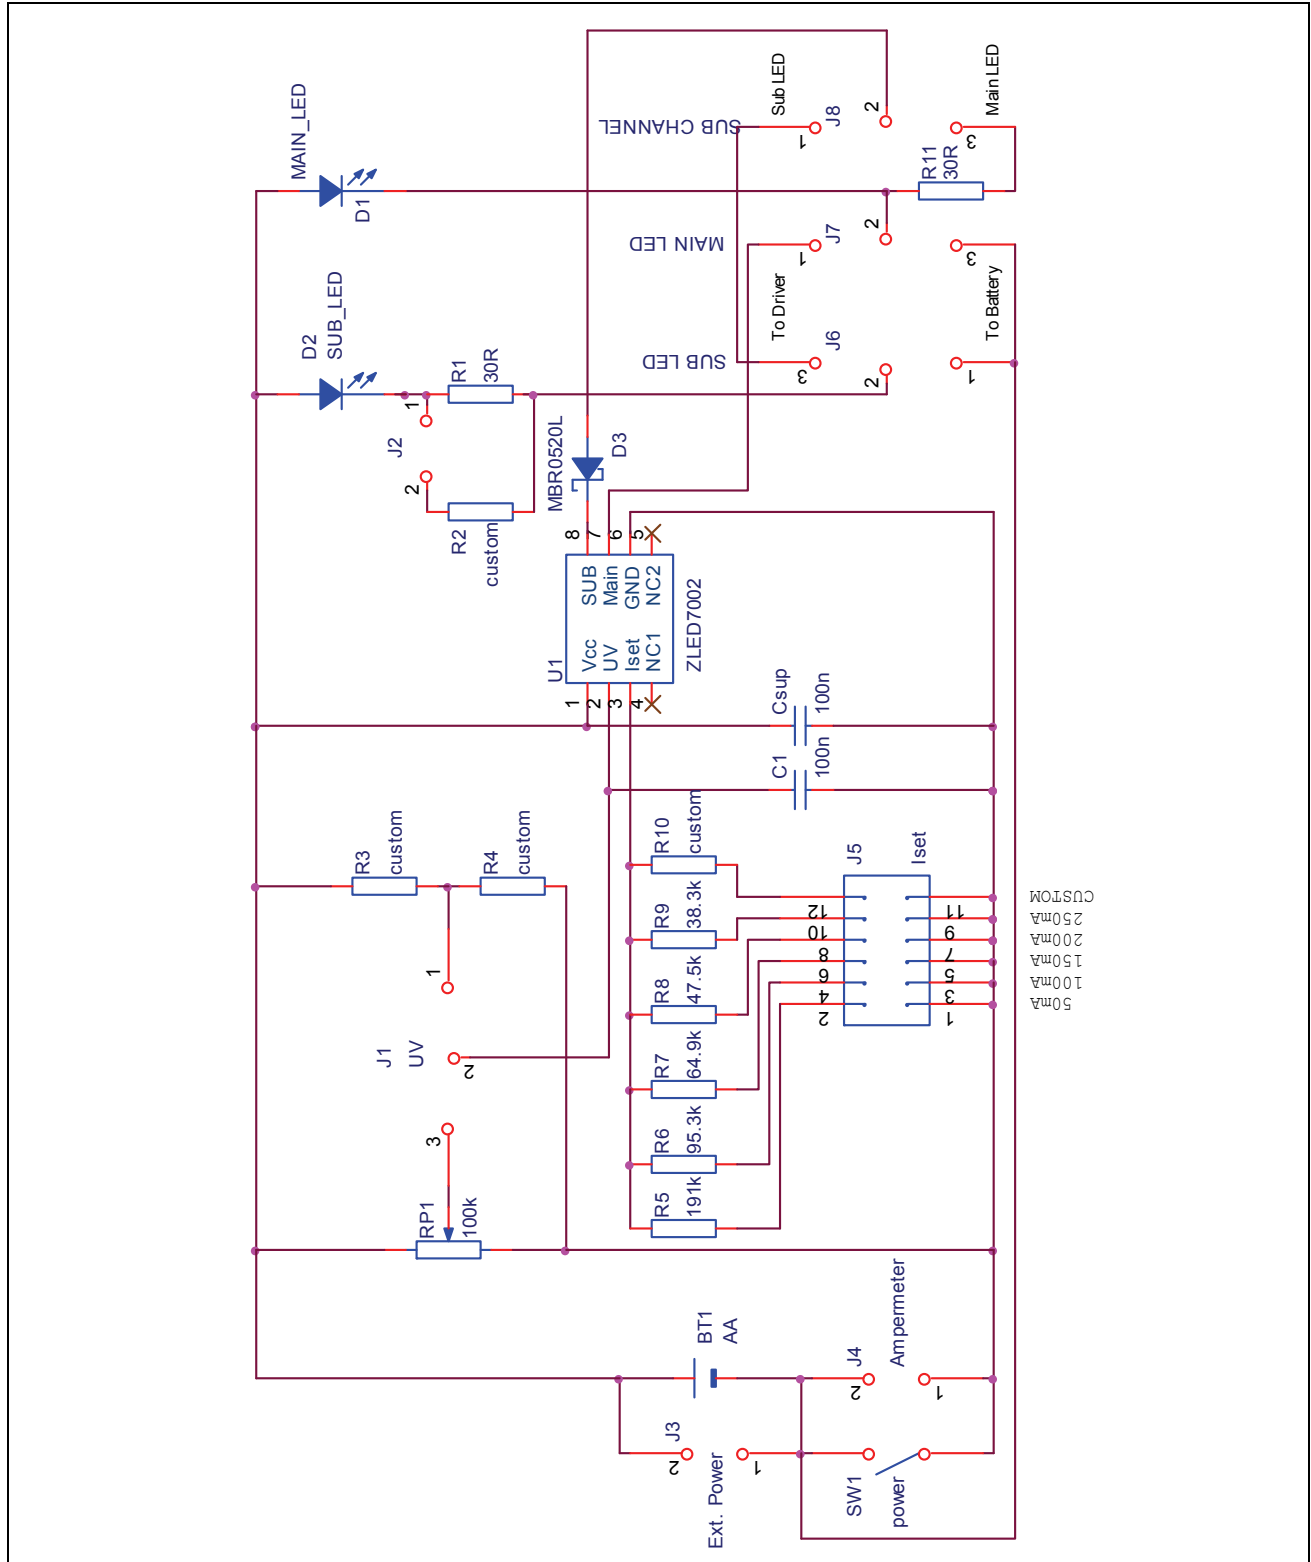 MAIN_LED
D1
D2
SUB_LED
SUB CHANNEL
MAIN LED
SUB LED
Sub LED
1
J8
2
3
Main LED
R11
30R
To Driver
1
J7
2
3
To Battery
3
J6
2
1
R1
30R
1
J2
2
R2
custom
MBR0520L
D3
U1
ZLED7002
1
2
3
4
Vcc
UV
Iset
NC1
8
7
6
5
SUB
Main
GND
NC2
Csup
100n
C1
100n
R3
custom
R4
custom
1
J1
UV
2
3
RP1
100k
R10
custom
R9
38.3k
R8
47.5k
R7
64.9k
R6
95.3k
R5
191k
J5
Iset
12
10
8
6
4
2
11
9
7
5
3
1
CUSTOM
250mA
200mA
150mA
100mA
50mA
BT1
AA
J3
2
1
Ext. Power
J4
Ampermeter
2
1
SW1
power